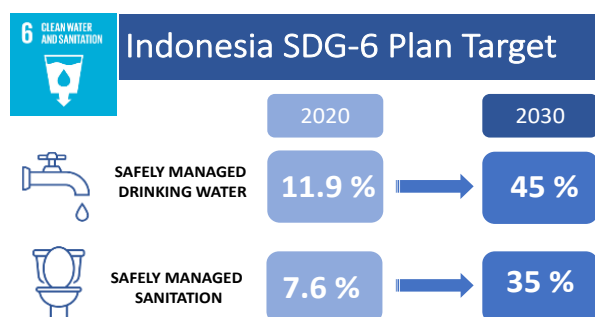 6 CLEAN WATER
AND SANITATION
Indonesia SDG-6 Plan Target
2020 2030
SAFELY MANAGED
DRINKING WATER
11.9 % 45 %
SAFELY MANAGED
SANITATION
7.6 % 35 %